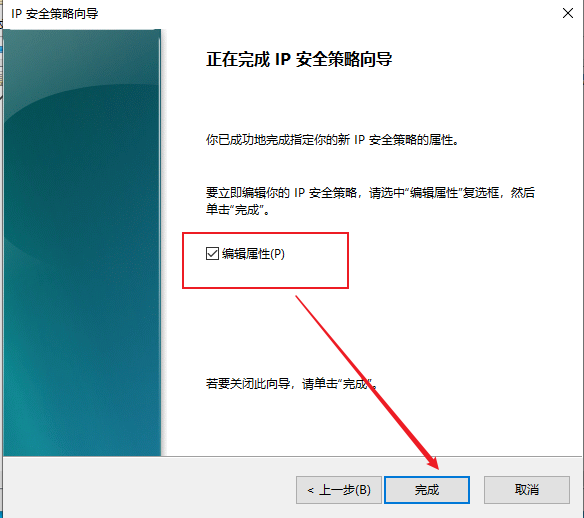 IP 安全策略向导
正在完成 IP 安全策略向导
你已成功地完成指定你的新 IP 安全策略的属性。
要立即编辑你的 IP 安全策略，请选中“编辑属性”复选框，然后
单击“完成”。
编辑属性(P)
若要关闭此向导，请单击“完成”。
< 上一步(B)
完成
取消